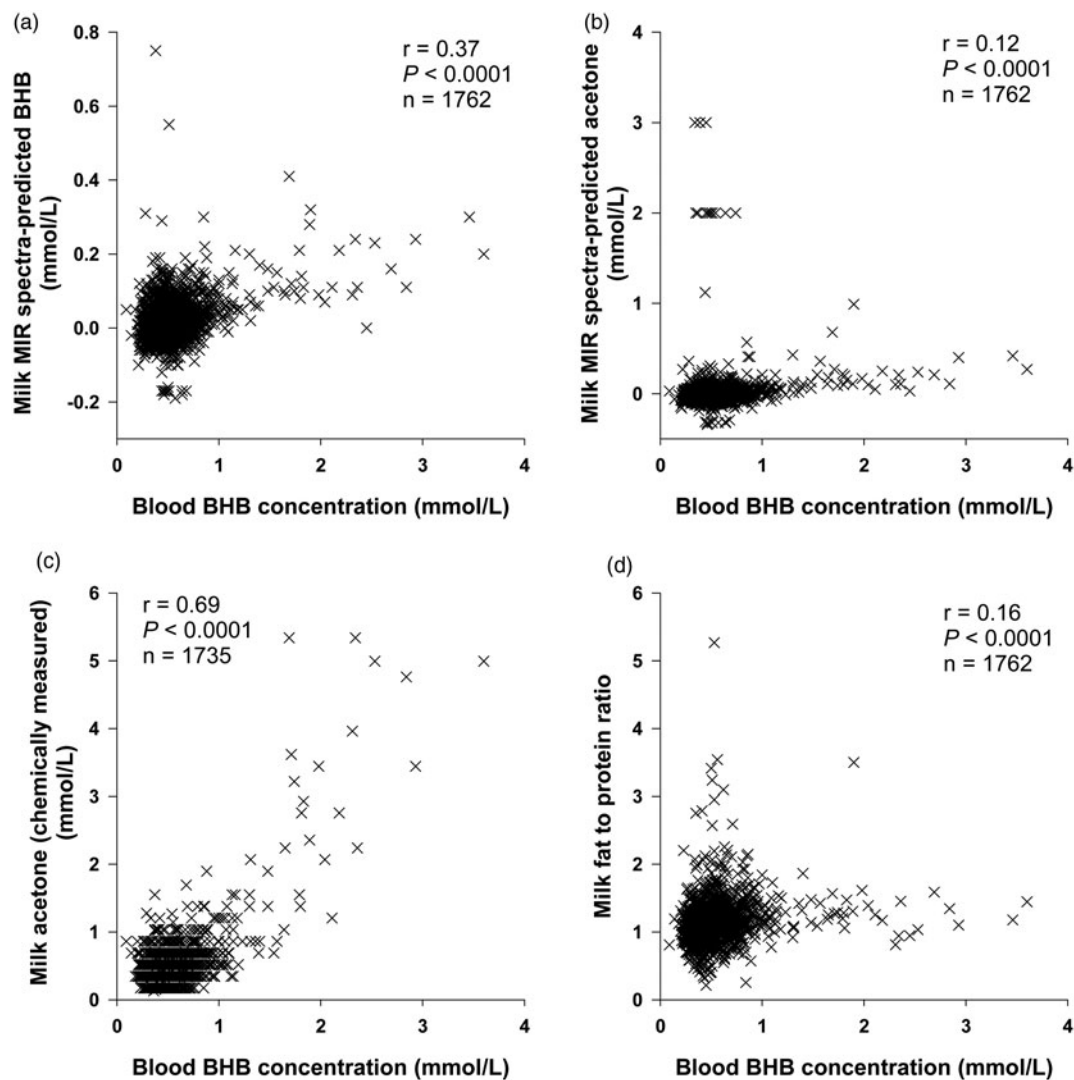 (a)
Milk MIR spectra-predicted BHB
(mmol/L)
0.8
0.6
0.4
0.2
0.0
-0.2
r = 0.37
P < 0.0001
n = 1762
0 1 2 3 4
Blood BHB concentration (mmol/L)
(b)
Milk MIR spectra-predicted acetone
(mmol/L)
4
3
2
1
0
r = 0.12
P < 0.0001
n = 1762
0 1 2 3 4
Blood BHB concentration (mmol/L)
(c)
Milk acetone (chemically measured)
(mmol/L)
6
5
4
3
2
1
0
r = 0.69
P < 0.0001
n = 1735
0 1 2 3 4
Blood BHB concentration (mmol/L)
(d)
Milk fat to protein ratio
6
5
4
3
2
1
0
r = 0.16
P < 0.0001
n = 1762
0 1 2 3 4
Blood BHB concentration (mmol/L)